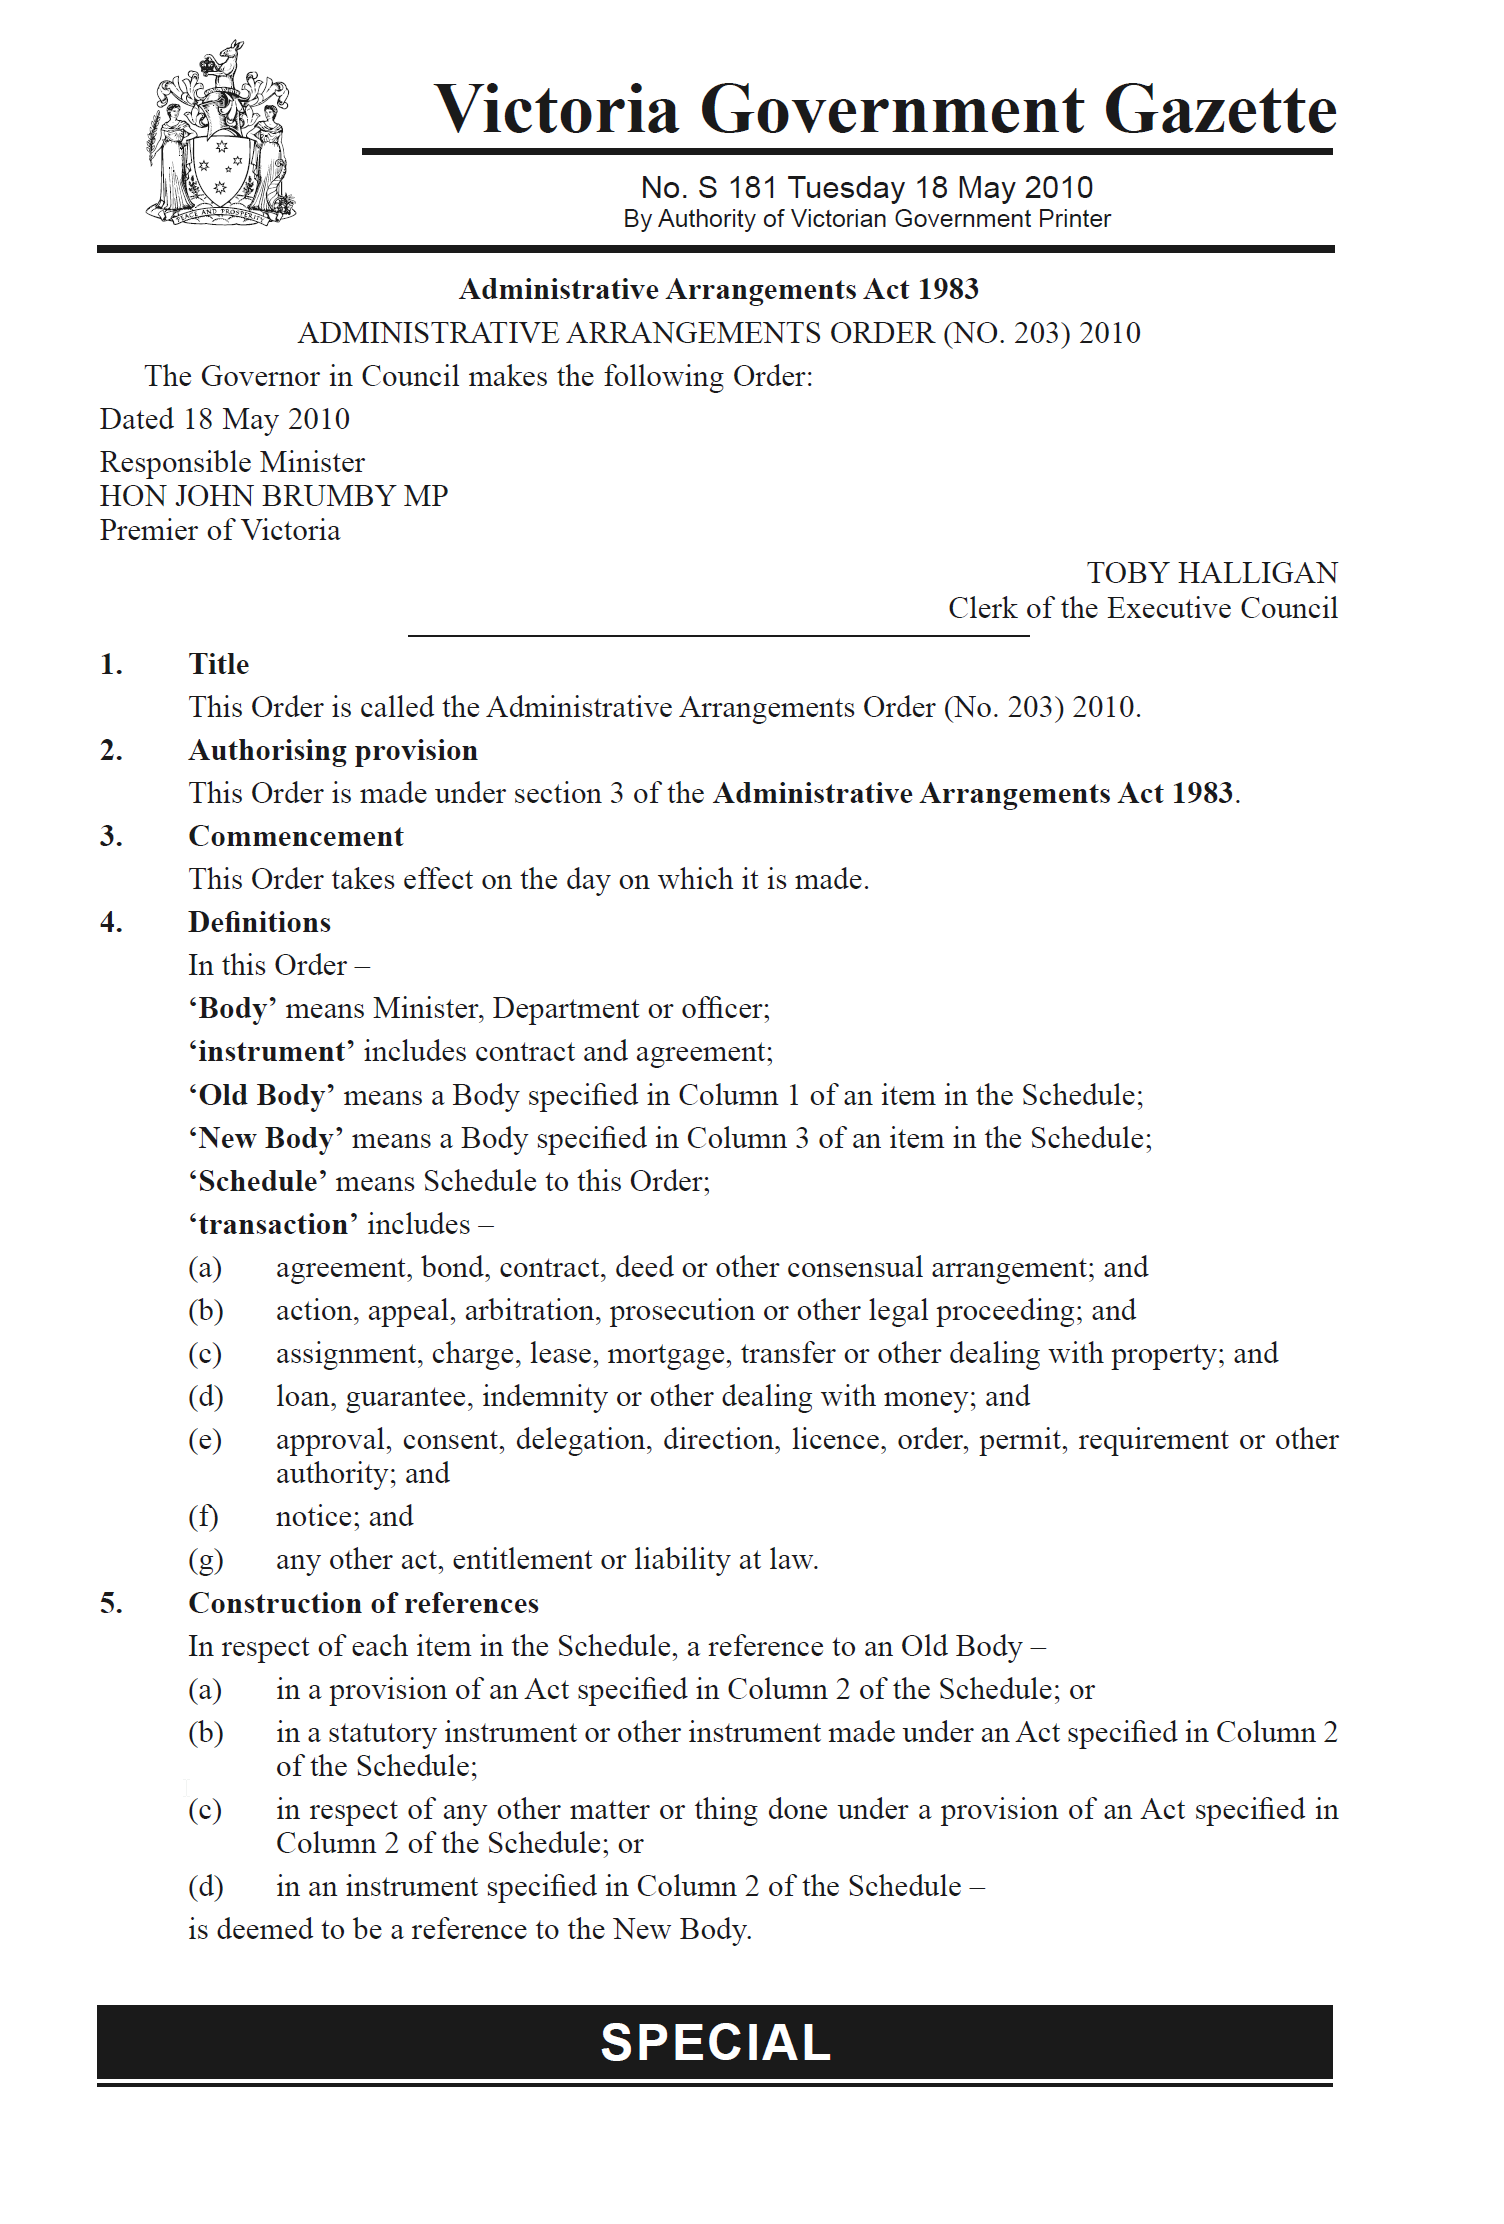 PEACE AND PROSPERITY
Victoria Government Gazette
No. S 181 Tuesday 18 May 2010
By Authority of Victorian Government Printer
Administrative Arrangements Act 1983
ADMINISTRATIVE ARRANGEMENTS ORDER (NO. 203) 2010
The Governor in Council makes the following Order:
Dated 18 May 2010
Responsible Minister
HON JOHN BRUMBY MP
Premier of Victoria
TOBY HALLIGAN
Clerk of the Executive Council
1. Title
This Order is called the Administrative Arrangements Order (No. 203) 2010.
2. Authorising provision
This Order is made under section 3 of the Administrative Arrangements Act 1983.
3. Commencement
This Order takes effect on the day on which it is made.
4. Definitions
In this Order –
‘Body’ means Minister, Department or officer;
‘instrument’ includes contract and agreement;
‘Old Body’ means a Body specified in Column 1 of an item in the Schedule;
‘New Body’ means a Body specified in Column 3 of an item in the Schedule;
‘Schedule’ means Schedule to this Order;
‘transaction’ includes –
(a) agreement, bond, contract, deed or other consensual arrangement; and
(b) action, appeal, arbitration, prosecution or other legal proceeding; and
(c) assignment, charge, lease, mortgage, transfer or other dealing with property; and
(d) loan, guarantee, indemnity or other dealing with money; and
(e) approval, consent, delegation, direction, licence, order, permit, requirement or other
authority; and
(f) notice; and
(g) any other act, entitlement or liability at law.
5. Construction of references
In respect of each item in the Schedule, a reference to an Old Body –
(a) in a provision of an Act specified in Column 2 of the Schedule; or
(b) in a statutory instrument or other instrument made under an Act specified in Column 2
of the Schedule;
(c) in respect of any other matter or thing done under a provision of an Act specified in
Column 2 of the Schedule; or
(d) in an instrument specified in Column 2 of the Schedule –
is deemed to be a reference to the New Body.
SPECIAL